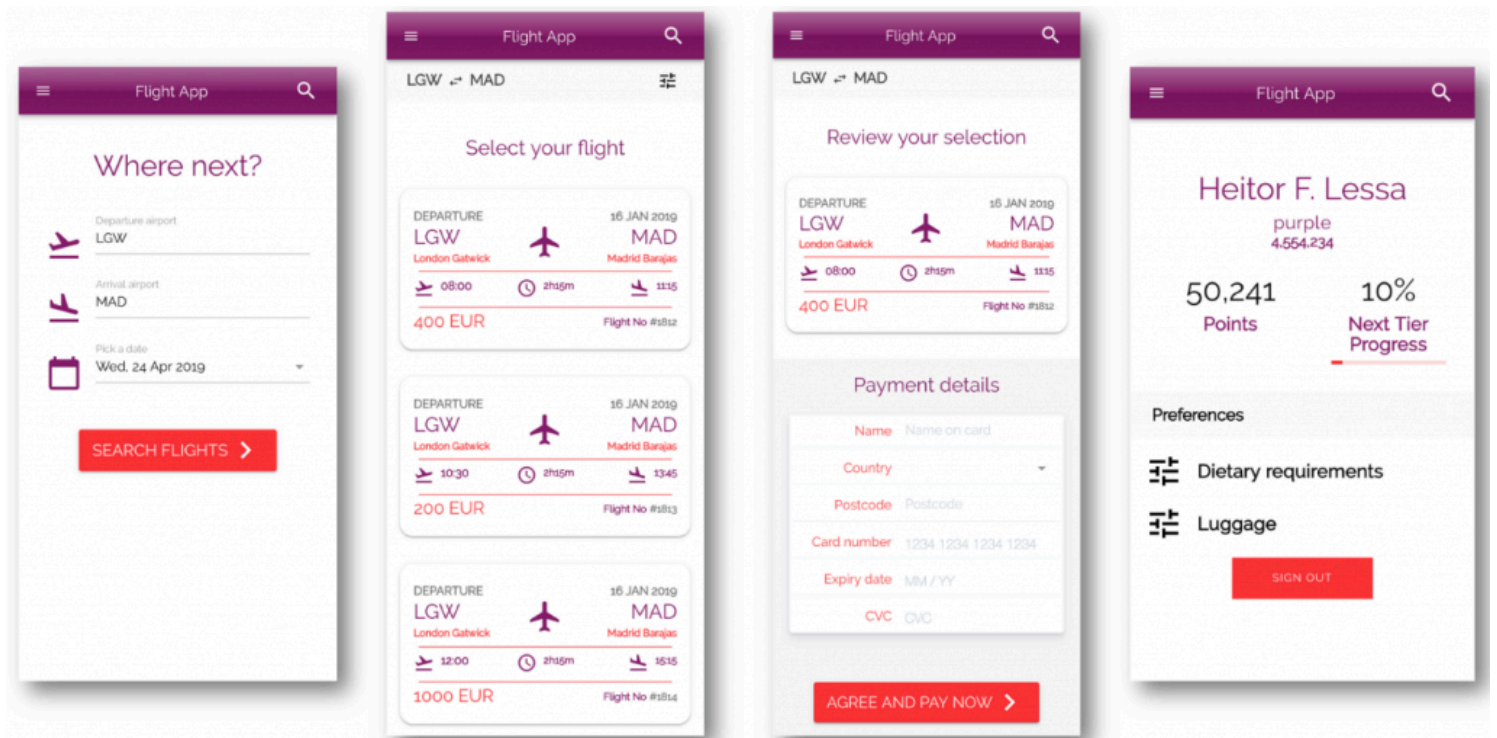 Flight App
Where next?
Departure airport
LGW
Arrival airport
MAD
Pick a date
Wed, 24 Apr 2019
SEARCH FLIGHTS
Flight App
LGW MAD
Select your flight
DEPARTURE 16 JAN 2019
LGW MAD
London Gatwick Madrid Barajas
08:00 2h15m 11:15
400 EUR Flight No #1812
DEPARTURE 16 JAN 2019
LGW MAD
London Gatwick Madrid Barajas
10:30 2h15m 13:45
200 EUR Flight No #1813
DEPARTURE 16 JAN 2019
LGW MAD
London Gatwick Madrid Barajas
12:00 2h15m 15:15
1000 EUR Flight No #1814
Flight App
LGW MAD
Review your selection
DEPARTURE 16 JAN 2019
LGW MAD
London Gatwick Madrid Barajas
08:00 2h15m 11:15
400 EUR Flight No #1812
Payment details
Name Name on card
Country
Postcode Postcode
Card number 1234 1234 1234 1234
Expiry date MM / YY
CVC CVC
AGREE AND PAY NOW
Flight App
Heitor F. Lessa
purple
4.554.234
50,241 10%
Points Next Tier
Progress
Preferences
Dietary requirements
Luggage
SIGN OUT